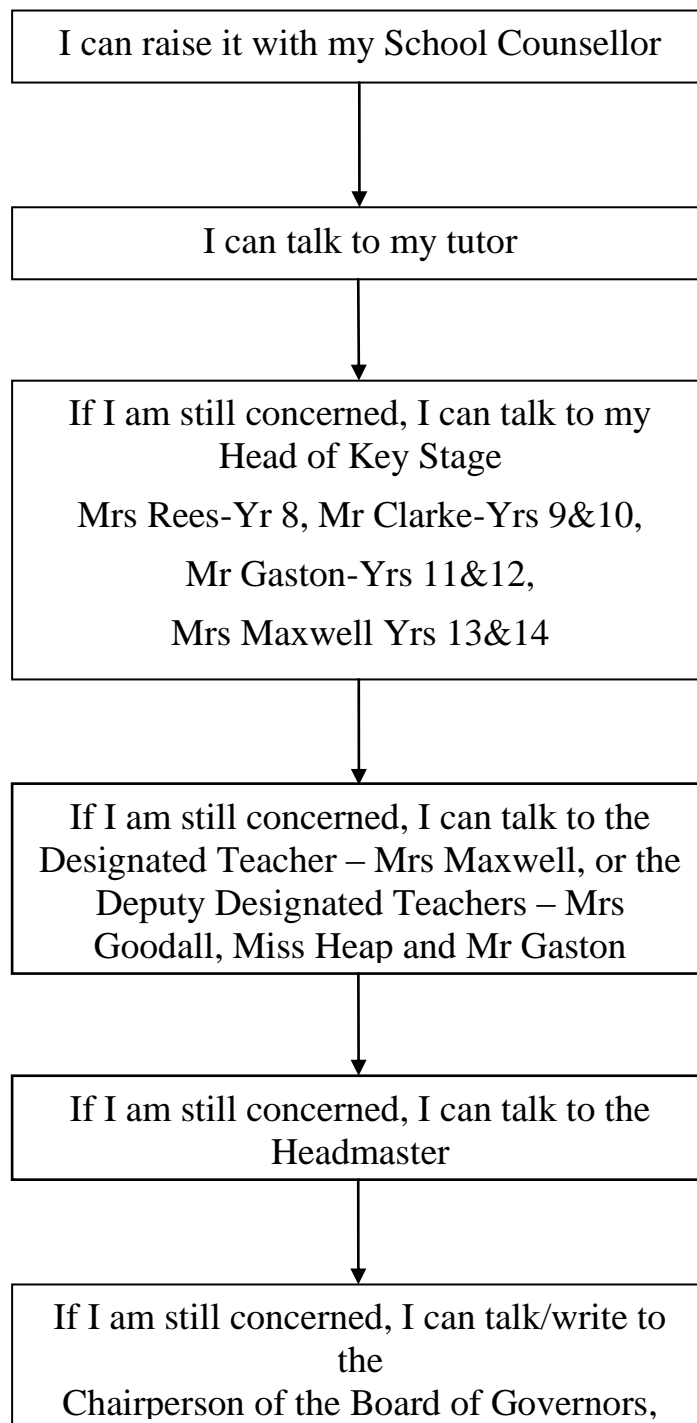 I can raise it with my School Counsellor
I can talk to my tutor
If I am still concerned, I can talk to my
Head of Key Stage
Mrs Rees-Yr 8, Mr Clarke-Yrs 9&10,
Mr Gaston-Yrs 11&12,
Mrs Maxwell Yrs 13&14
If I am still concerned, I can talk to the
Designated Teacher – Mrs Maxwell, or the
Deputy Designated Teachers – Mrs
Goodall, Miss Heap and Mr Gaston
If I am still concerned, I can talk to the
Headmaster
If I am still concerned, I can talk/write to
the
Chairperson of the Board of Governors,